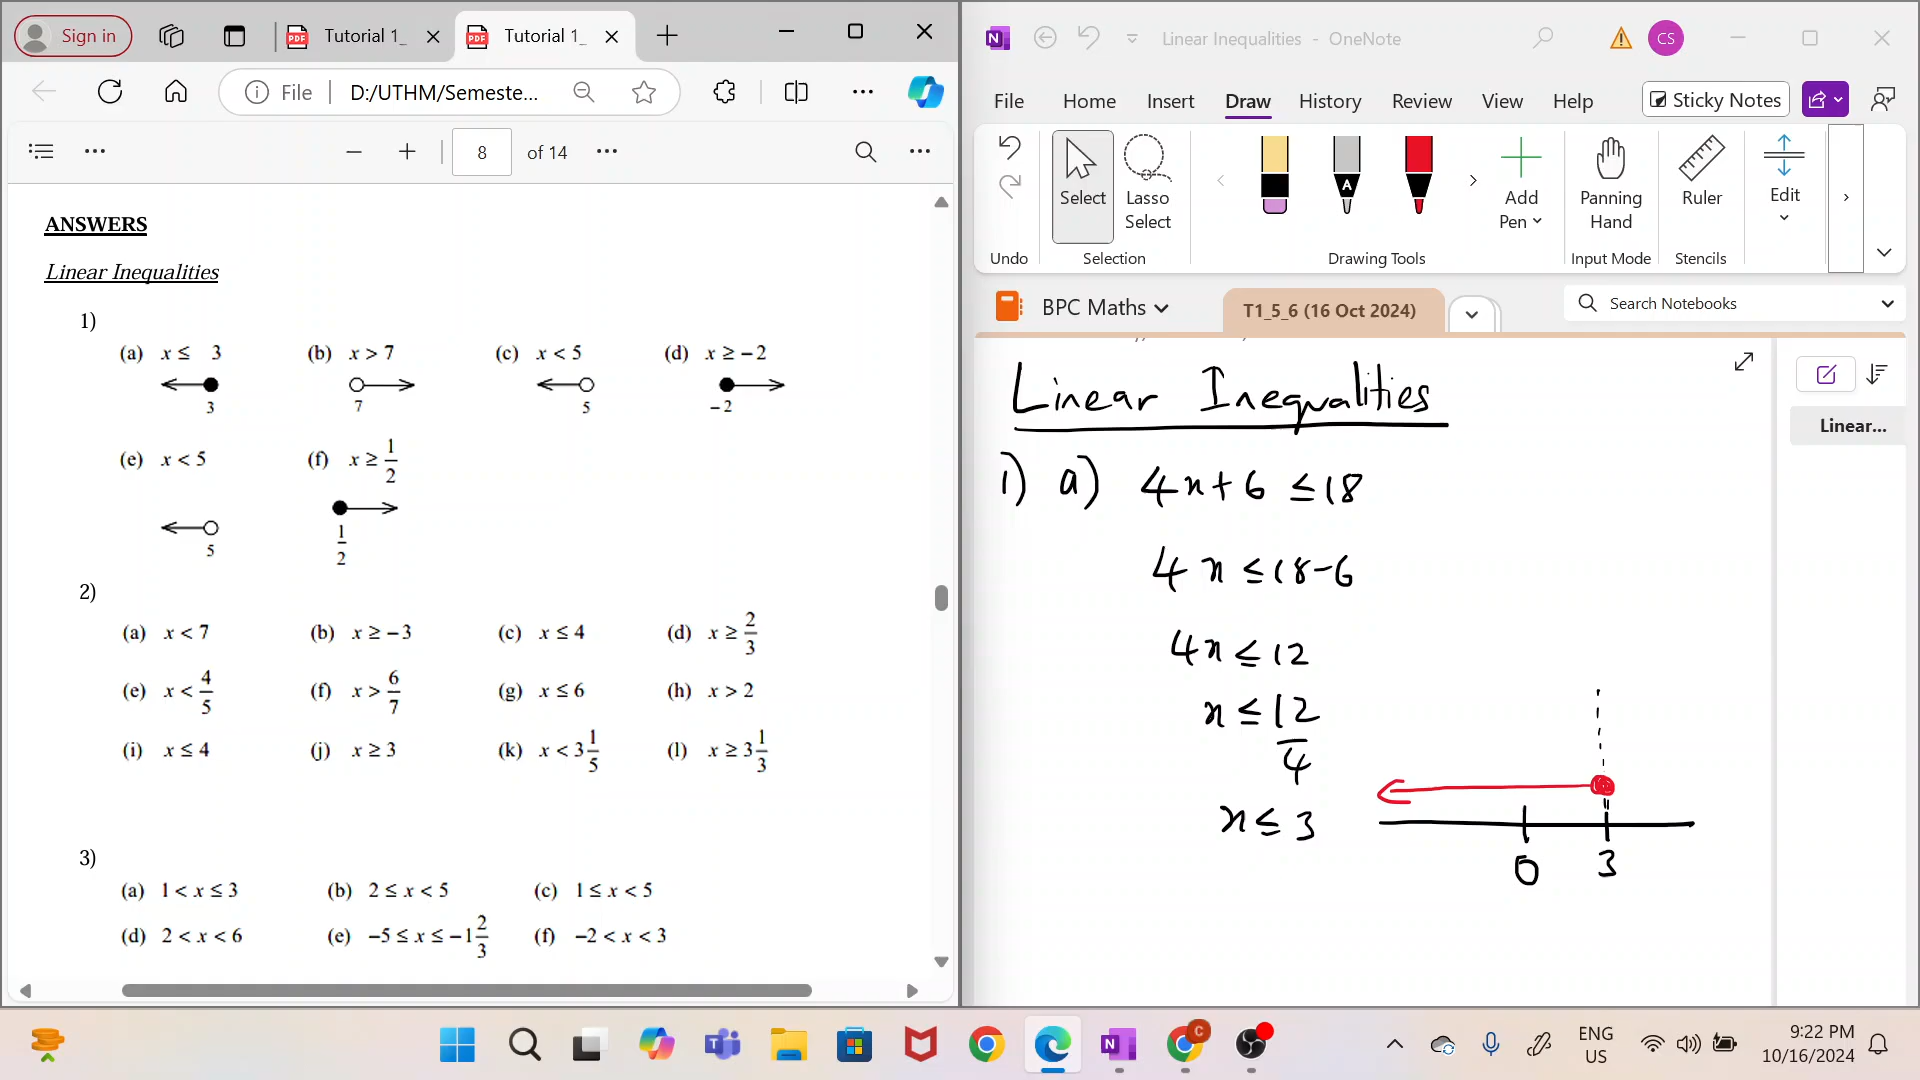 Sign in
Tutorial 1_
Tutorial 1_
File
D:/UTHM/Semeste...
8
of 14
ANSWERS
Linear Inequalities
1)
(a) x ≤ 3
(b) x > 7
(c) x < 5
(d) x ≥ −2
3
7
5
−2
(e) x < 5
(f) x ≥ 1/2
5
1/2
2)
(a) x < 7
(b) x ≥ −3
(c) x ≤ 4
(d) x ≥ 2/3
(e) x < 4/5
(f) x > 6/7
(g) x ≤ 6
(h) x > 2
(i) x ≤ 4
(j) x ≥ 3
(k) x < 3 1/5
(l) x ≥ 3 1/3
3)
(a) 1 < x ≤ 3
(b) 2 ≤ x < 5
(c) 1 ≤ x < 5
(d) 2 < x < 6
(e) −5 ≤ x ≤ −1 2/3
(f) −2 < x < 3
Linear Inequalities - OneNote
CS
File Home Insert Draw History Review View Help
Sticky Notes
Select
Lasso Select
A
Add Pen
Panning Hand
Ruler
Edit
Undo
Selection
Drawing Tools
Input Mode
Stencils
BPC Maths
T1_5_6 (16 Oct 2024)
Search Notebooks
Linear...
Linear Inequalities
1) a) 4x+6 ≤18
4x ≤18-6
4x ≤12
x ≤12/4
x ≤ 3
0 3
C
ENG
US
9:22 PM
10/16/2024